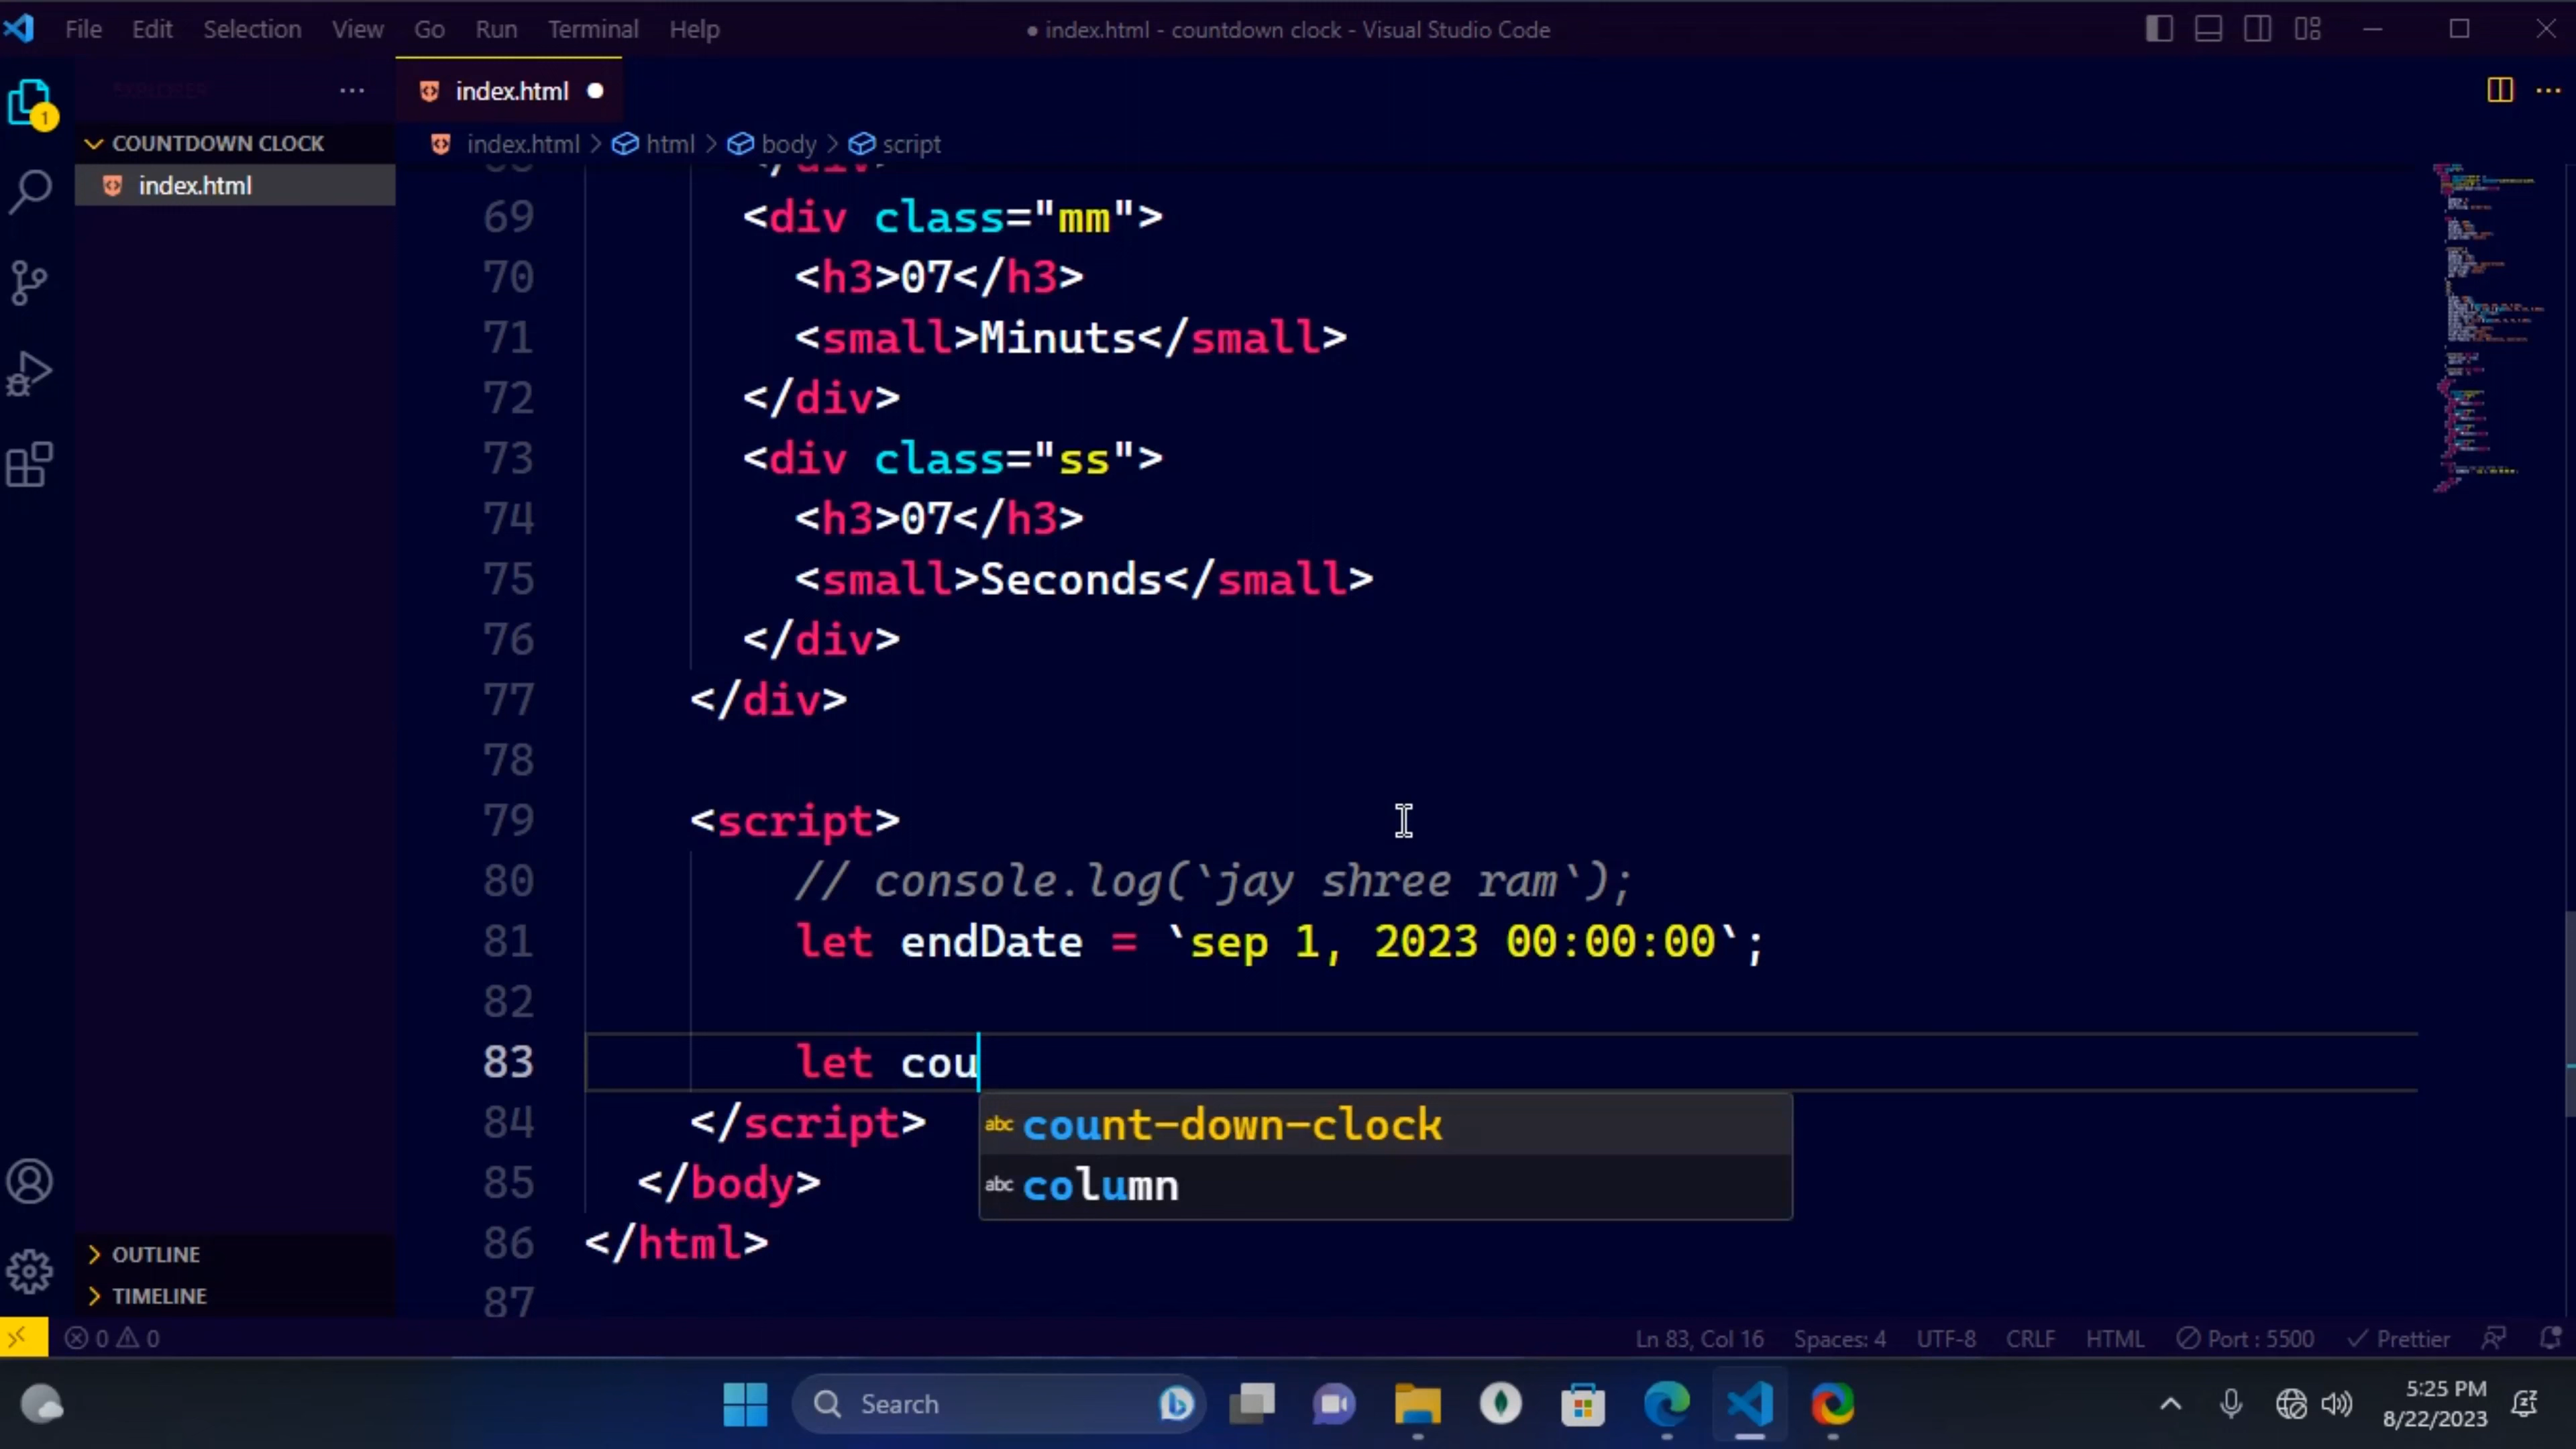 File Edit Selection View Go Run Terminal Help
● index.html - countdown clock - Visual Studio Code
index.html
COUNTDOWN CLOCK
index.html
1
index.html > html > body > script
69 <div class="mm">
70 <h3>07</h3>
71 <small>Minuts</small>
72 </div>
73 <div class="ss">
74 <h3>07</h3>
75 <small>Seconds</small>
76 </div>
77 </div>
78
79 <script>
80 // console.log(`jay shree ram`);
81 let endDate = `sep 1, 2023 00:00:00`;
82
83 let cou
84 </script>
abc count-down-clock
85 </body>
abc column
86 </html>
87
OUTLINE
TIMELINE
0 0
Ln 83, Col 16 Spaces: 4 UTF-8 CRLF HTML Port : 5500 Prettier
Search
5:25 PM
8/22/2023